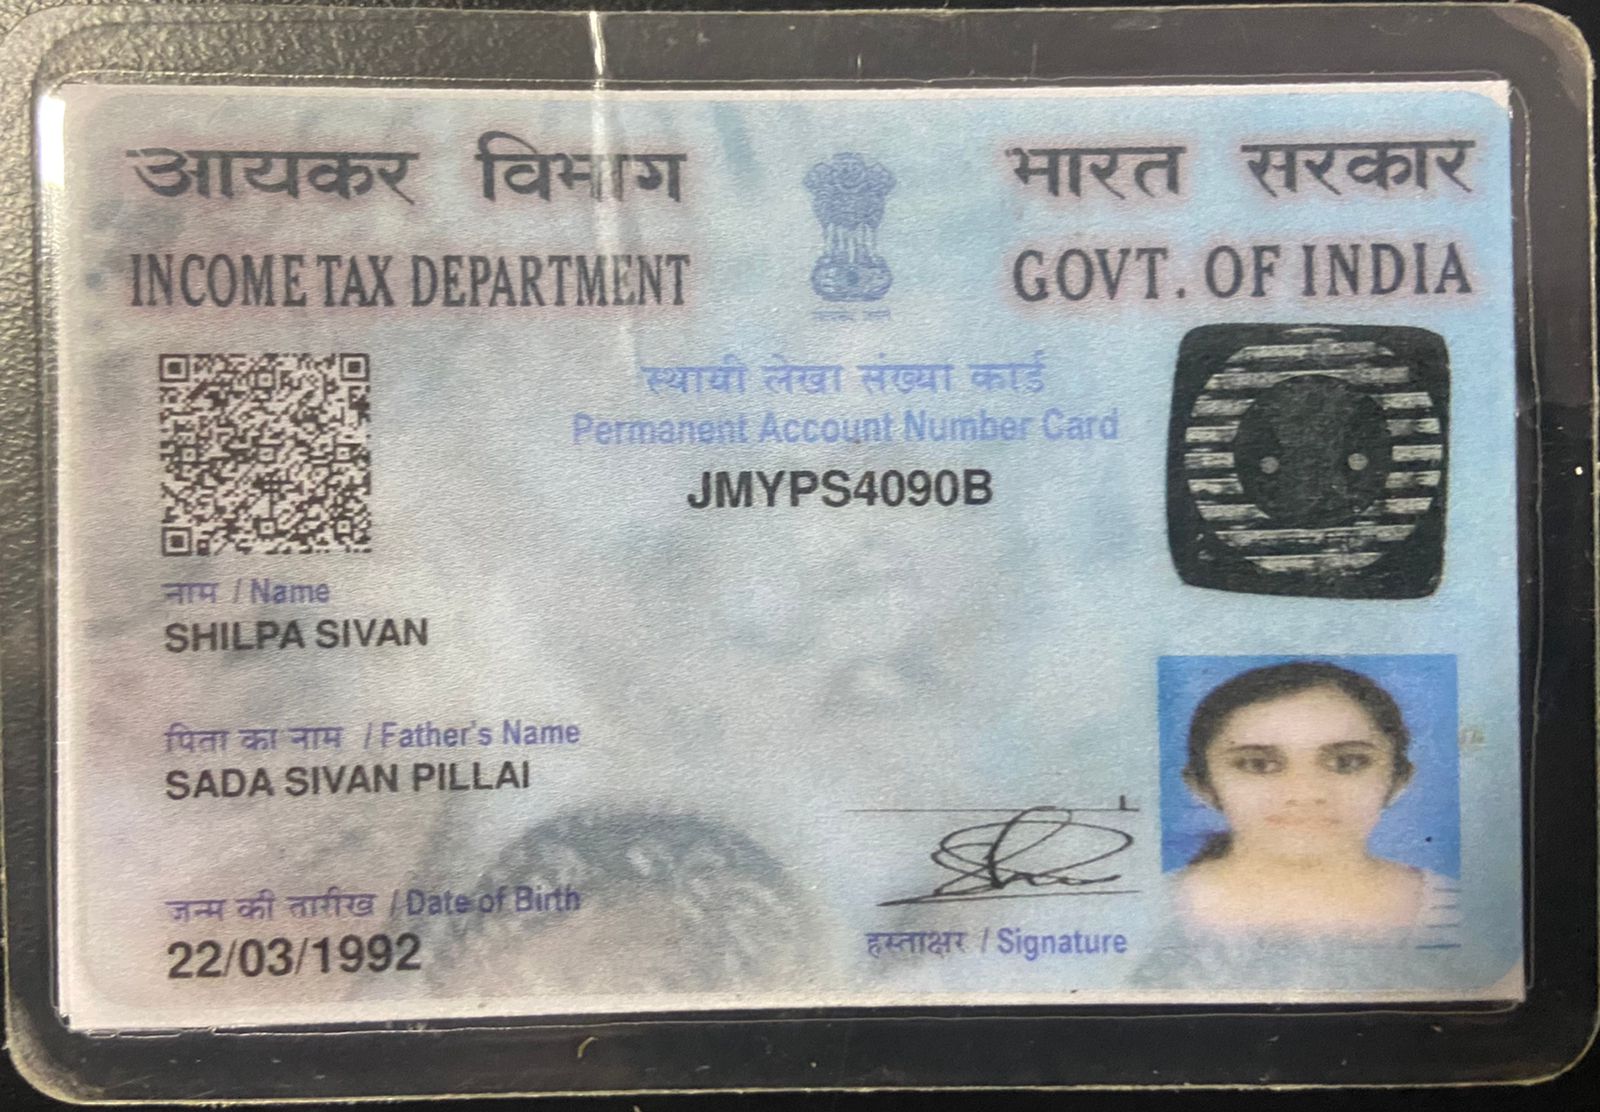 आयकर विभाग
INCOME TAX DEPARTMENT
भारत सरकार
GOVT. OF INDIA
स्थायी लेखा संख्या कार्ड
Permanent Account Number Card
JMYPS4090B
नाम / Name
SHILPA SIVAN
पिता का नाम / Father's Name
SADA SIVAN PILLAI
जन्म की तारीख / Date of Birth
22/03/1992
हस्ताक्षर / Signature